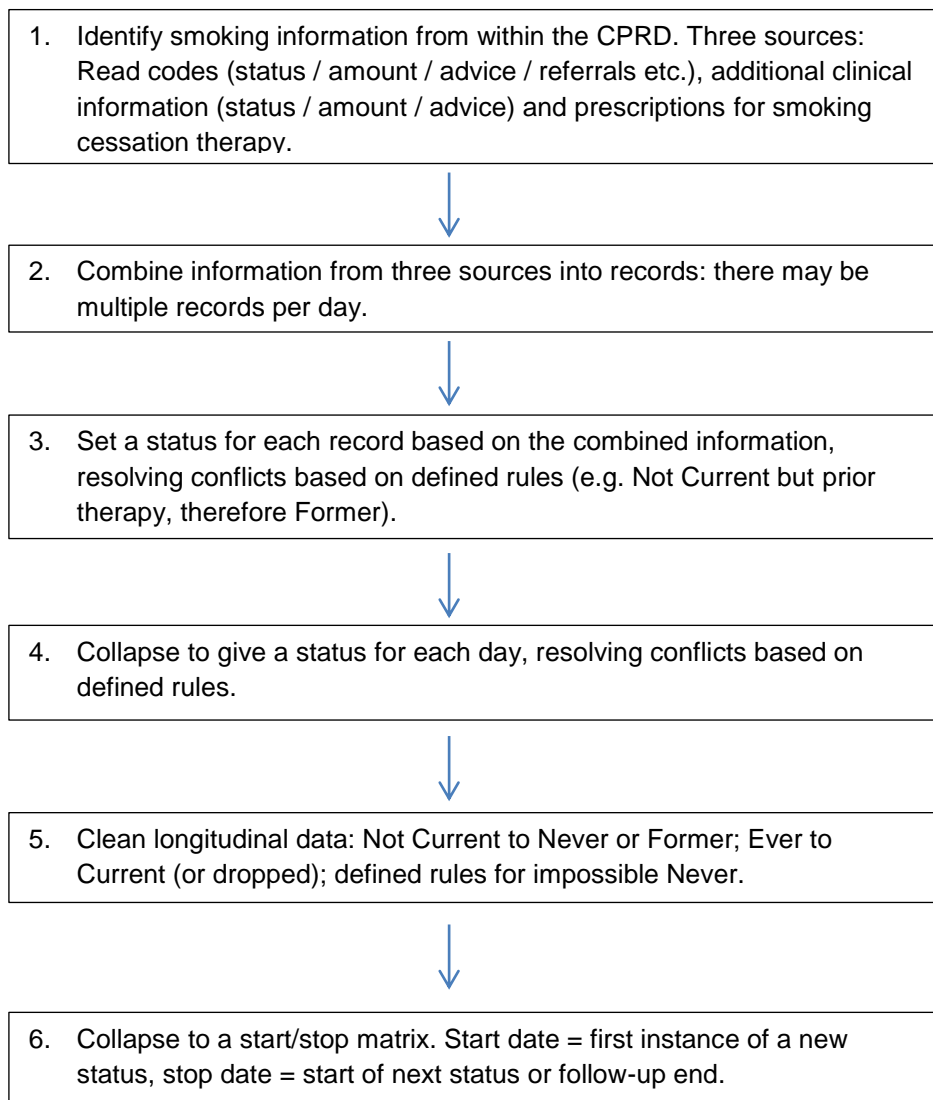 1. Identify smoking information from within the CPRD. Three sources:
Read codes (status / amount / advice / referrals etc.), additional clinical
information (status / amount / advice) and prescriptions for smoking
cessation therapy.
2. Combine information from three sources into records: there may be
multiple records per day.
3. Set a status for each record based on the combined information,
resolving conflicts based on defined rules (e.g. Not Current but prior
therapy, therefore Former).
4. Collapse to give a status for each day, resolving conflicts based on
defined rules.
5. Clean longitudinal data: Not Current to Never or Former; Ever to
Current (or dropped); defined rules for impossible Never.
6. Collapse to a start/stop matrix. Start date = first instance of a new
status, stop date = start of next status or follow-up end.